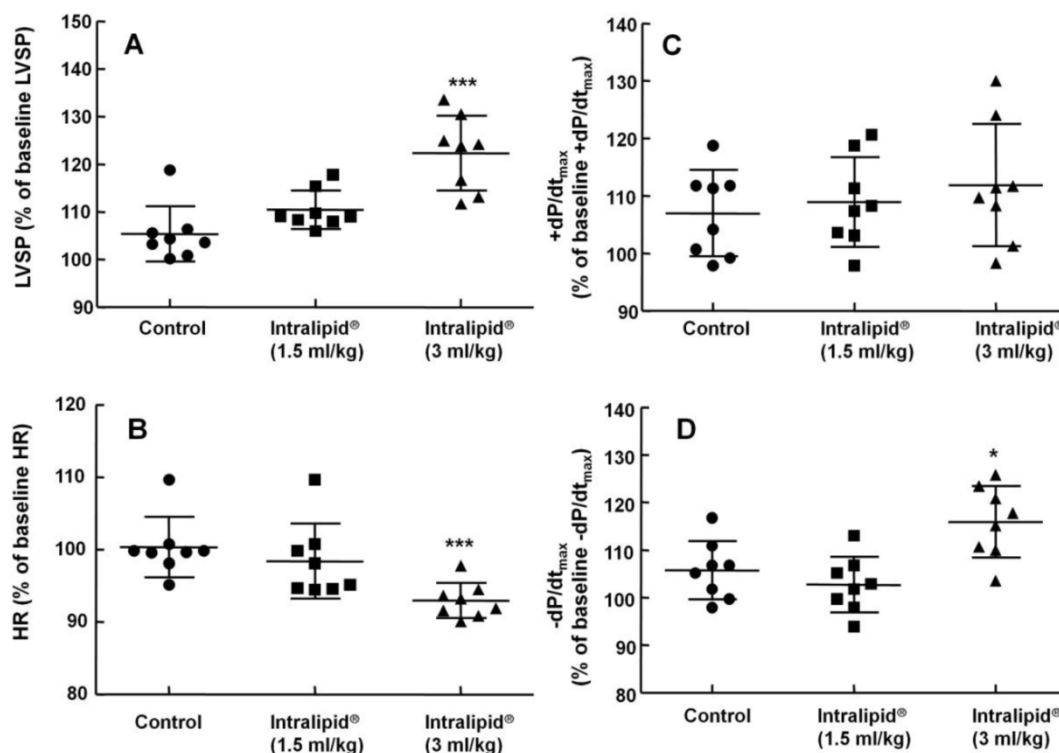 A
LVSP (% of baseline LVSP)
150
140
130
120
110
100
90
***
Control
Intralipid®
(1.5 ml/kg)
Intralipid®
(3 ml/kg)
C
+dP/dtmax
(% of baseline +dP/dtmax)
140
130
120
110
100
90
Control
Intralipid®
(1.5 ml/kg)
Intralipid®
(3 ml/kg)
B
HR (% of baseline HR)
120
110
100
90
80
***
Control
Intralipid®
(1.5 ml/kg)
Intralipid®
(3 ml/kg)
D
-dP/dtmax
(% of baseline -dP/dtmax)
140
130
120
110
100
90
80
*
Control
Intralipid®
(1.5 ml/kg)
Intralipid®
(3 ml/kg)